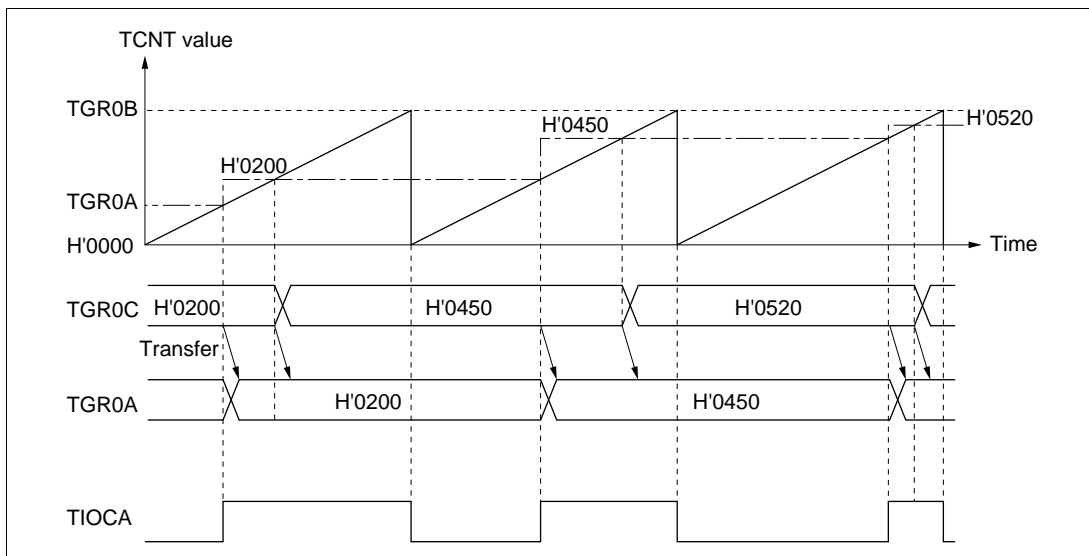 TCNT value
TGR0B
H'0520
H'0450
H'0200
TGR0A
H'0000
Time
TGR0C
H'0200
H'0450
H'0520
Transfer
TGR0A
H'0200
H'0450
TIOCA